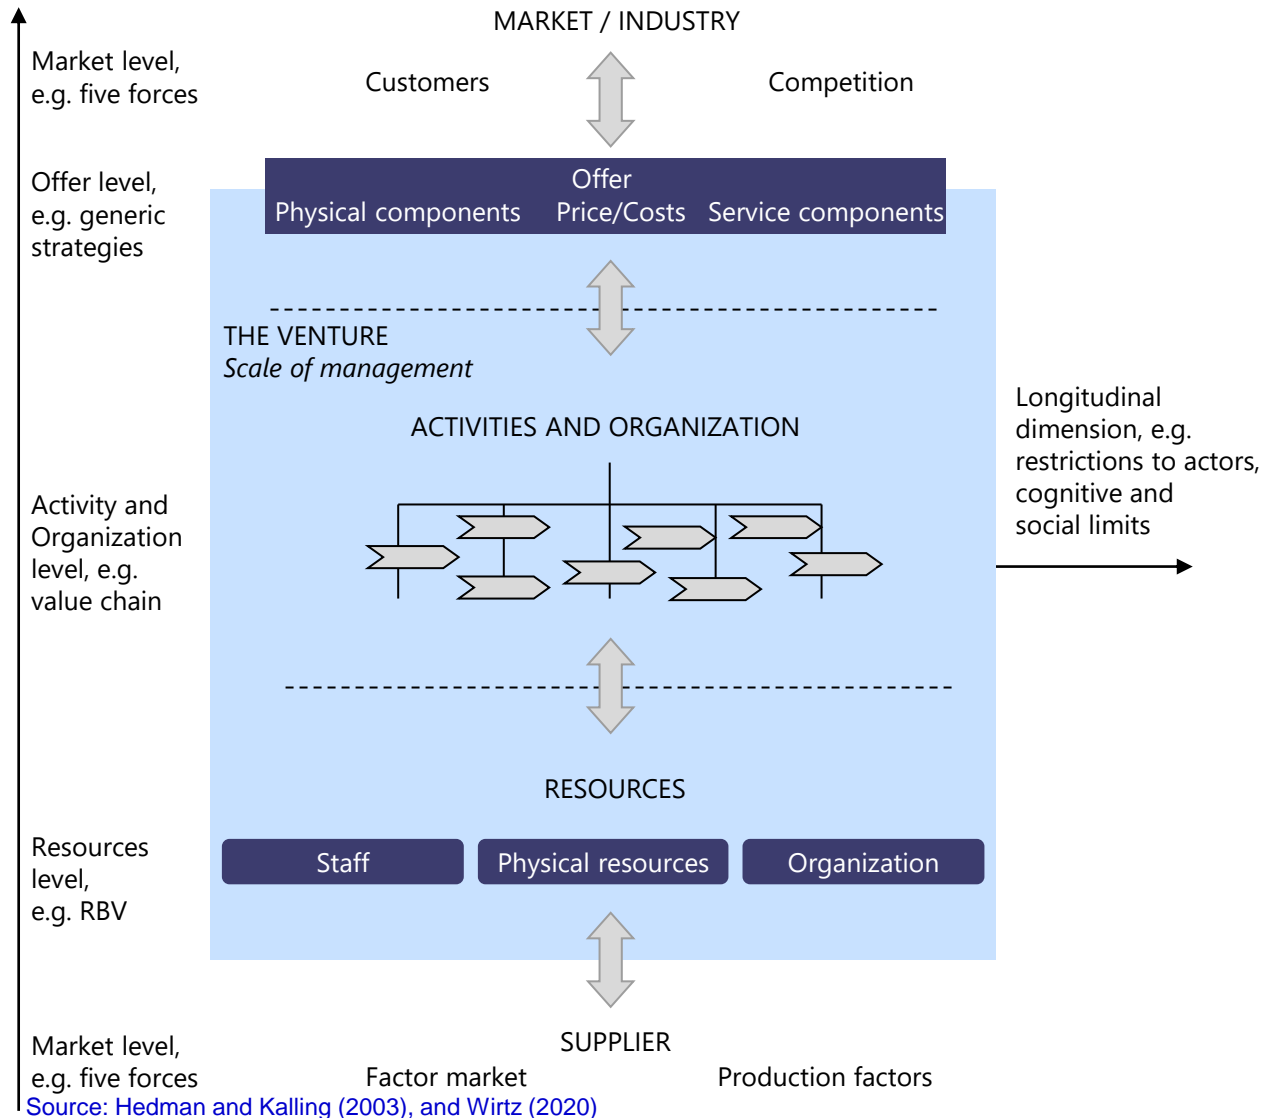 MARKET / INDUSTRY
Market level,
e.g. five forces
Customers
Competition
Offer level,
e.g. generic
strategies
Offer
Physical components
Price/Costs
Service components
THE VENTURE
Scale of management
ACTIVITIES AND ORGANIZATION
Longitudinal
dimension, e.g.
restrictions to actors,
cognitive and
social limits
Activity and
Organization
level, e.g.
value chain
RESOURCES
Resources
level,
e.g. RBV
Staff
Physical resources
Organization
SUPPLIER
Market level,
e.g. five forces
Factor market
Production factors
Source: Hedman and Kalling (2003), and Wirtz (2020)